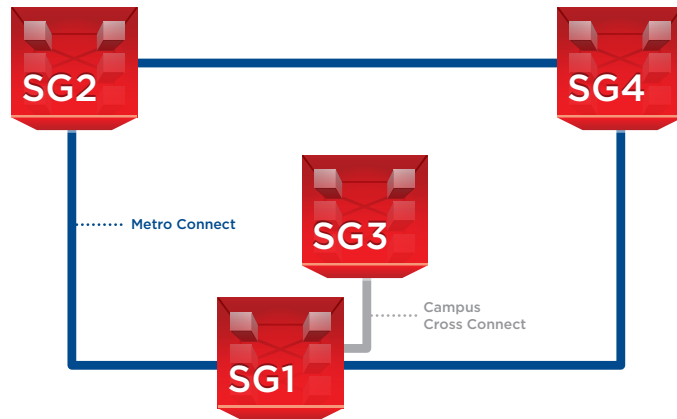 SG2
SG4
Metro Connect
SG3
Campus
Cross Connect
SG1